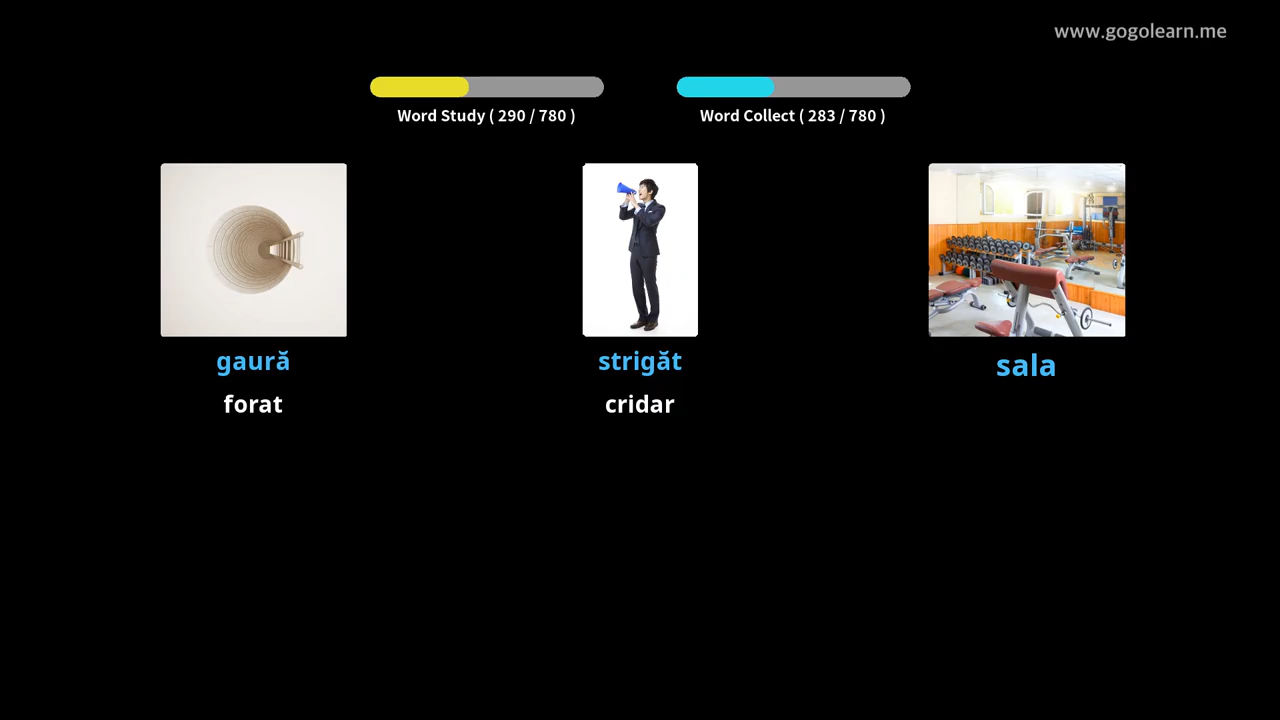 www.gogolearn.me
Word Study ( 290 / 780 )
Word Collect ( 283 / 780 )
gaură
strigăt
sala
forat
cridar